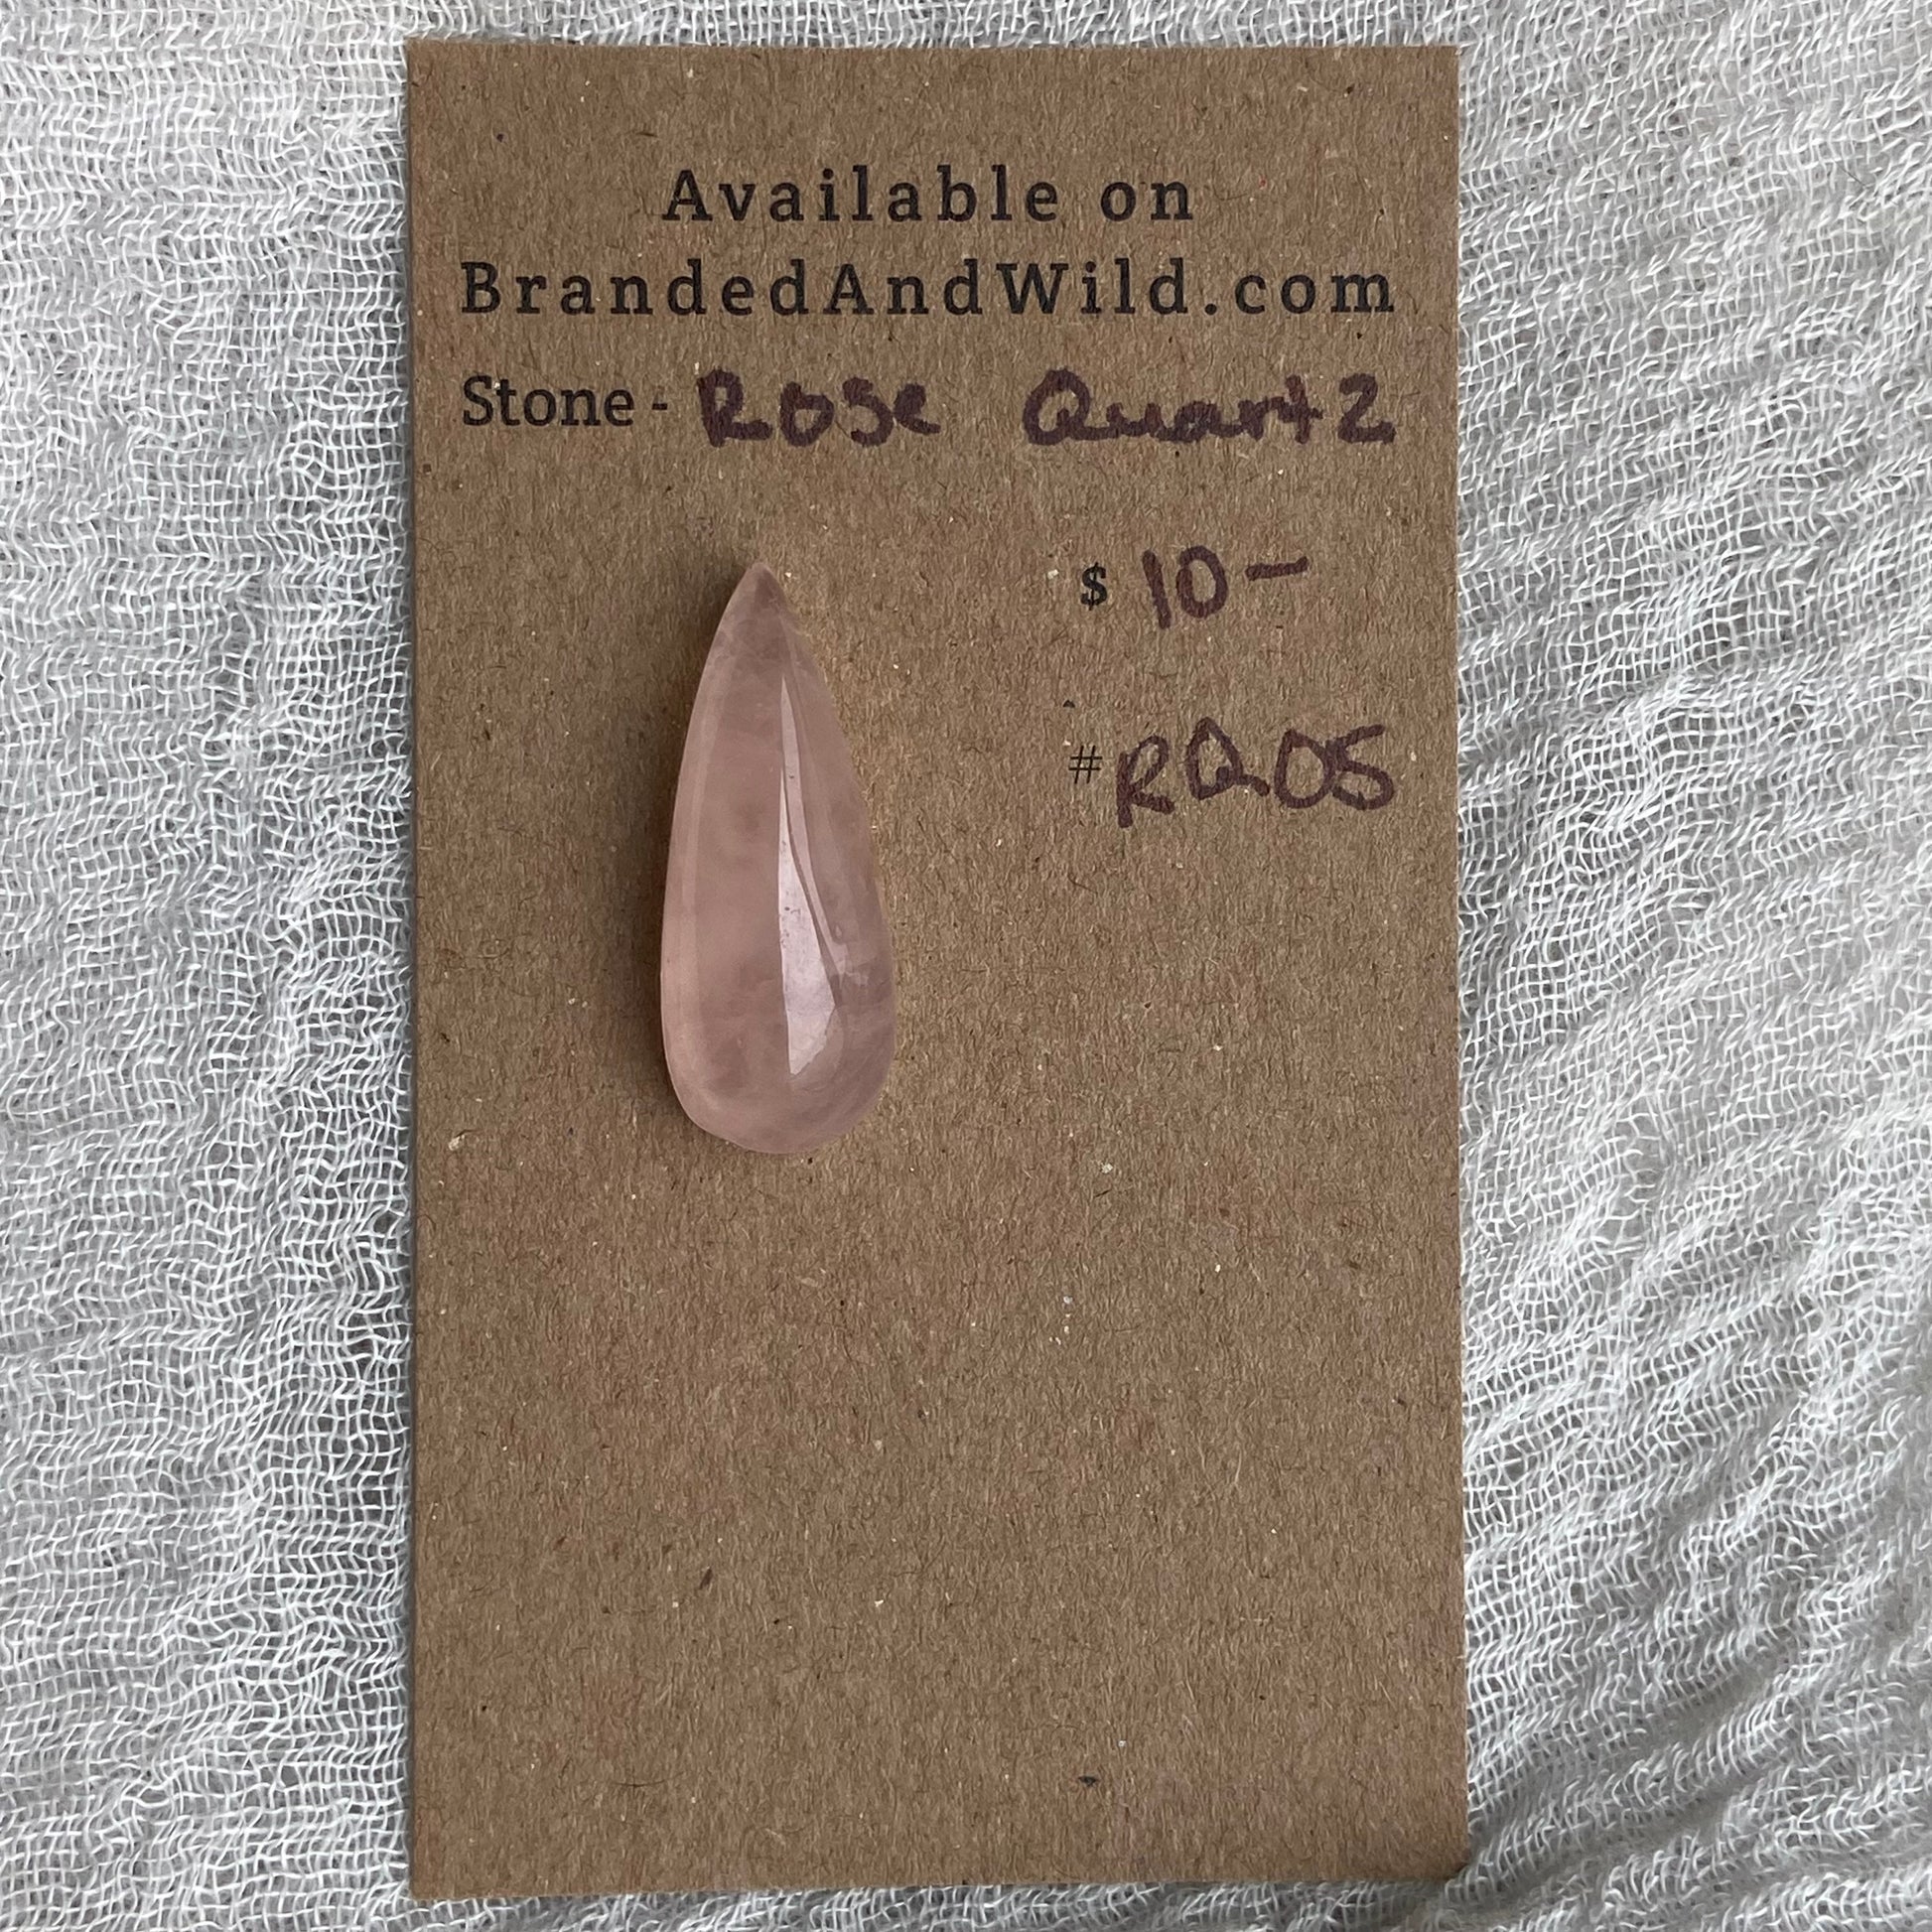 Available on
BrandedAndWild.com
Stone - Rose Quartz
$ 10 -
#RQ05